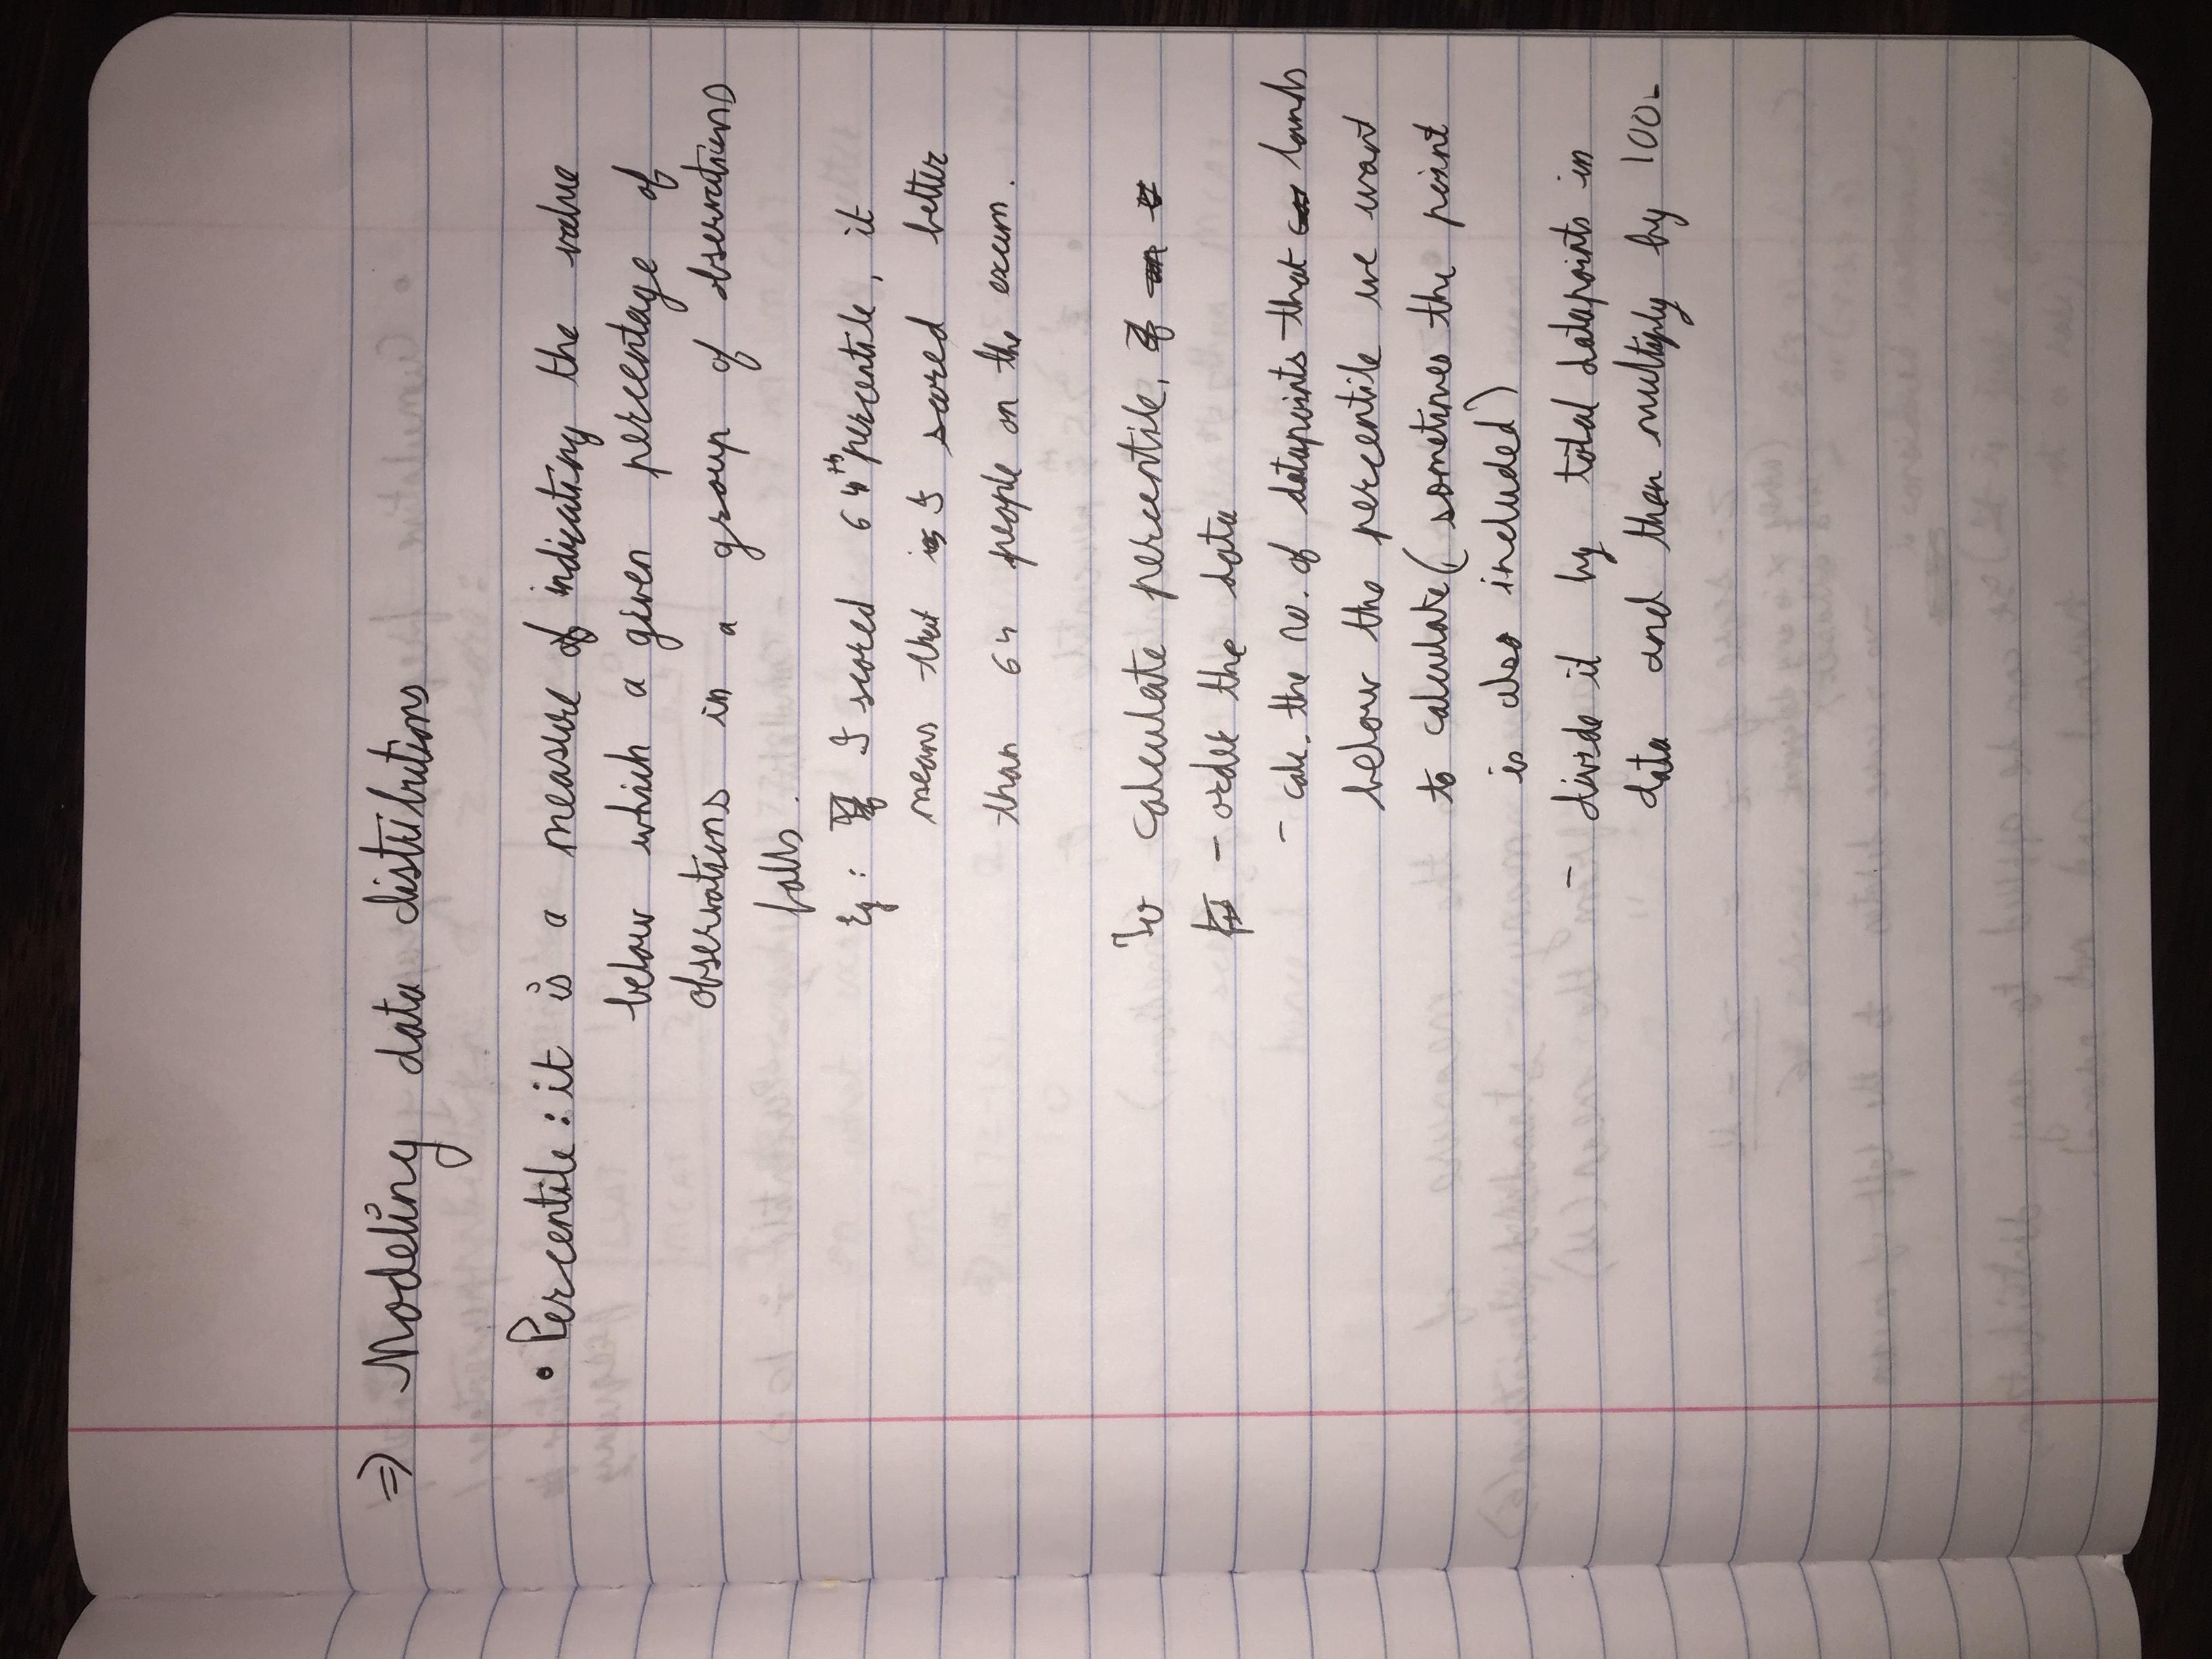 ⇒ Modeling data distributions
• Percentile: it is a measure of indicating the value
below which a given percentage of
observations in a group of observations
falls.
Eg: I scored 64th percentile, it
means that I scored better
than 64 people on the exam.
To calculate percentile,
- order the data
- calc. the no. of datapoints that lands
below the percentile we want
to calculate (sometimes the point
is also included)
- divide it by total datapoints in
data and then multiply by 100.